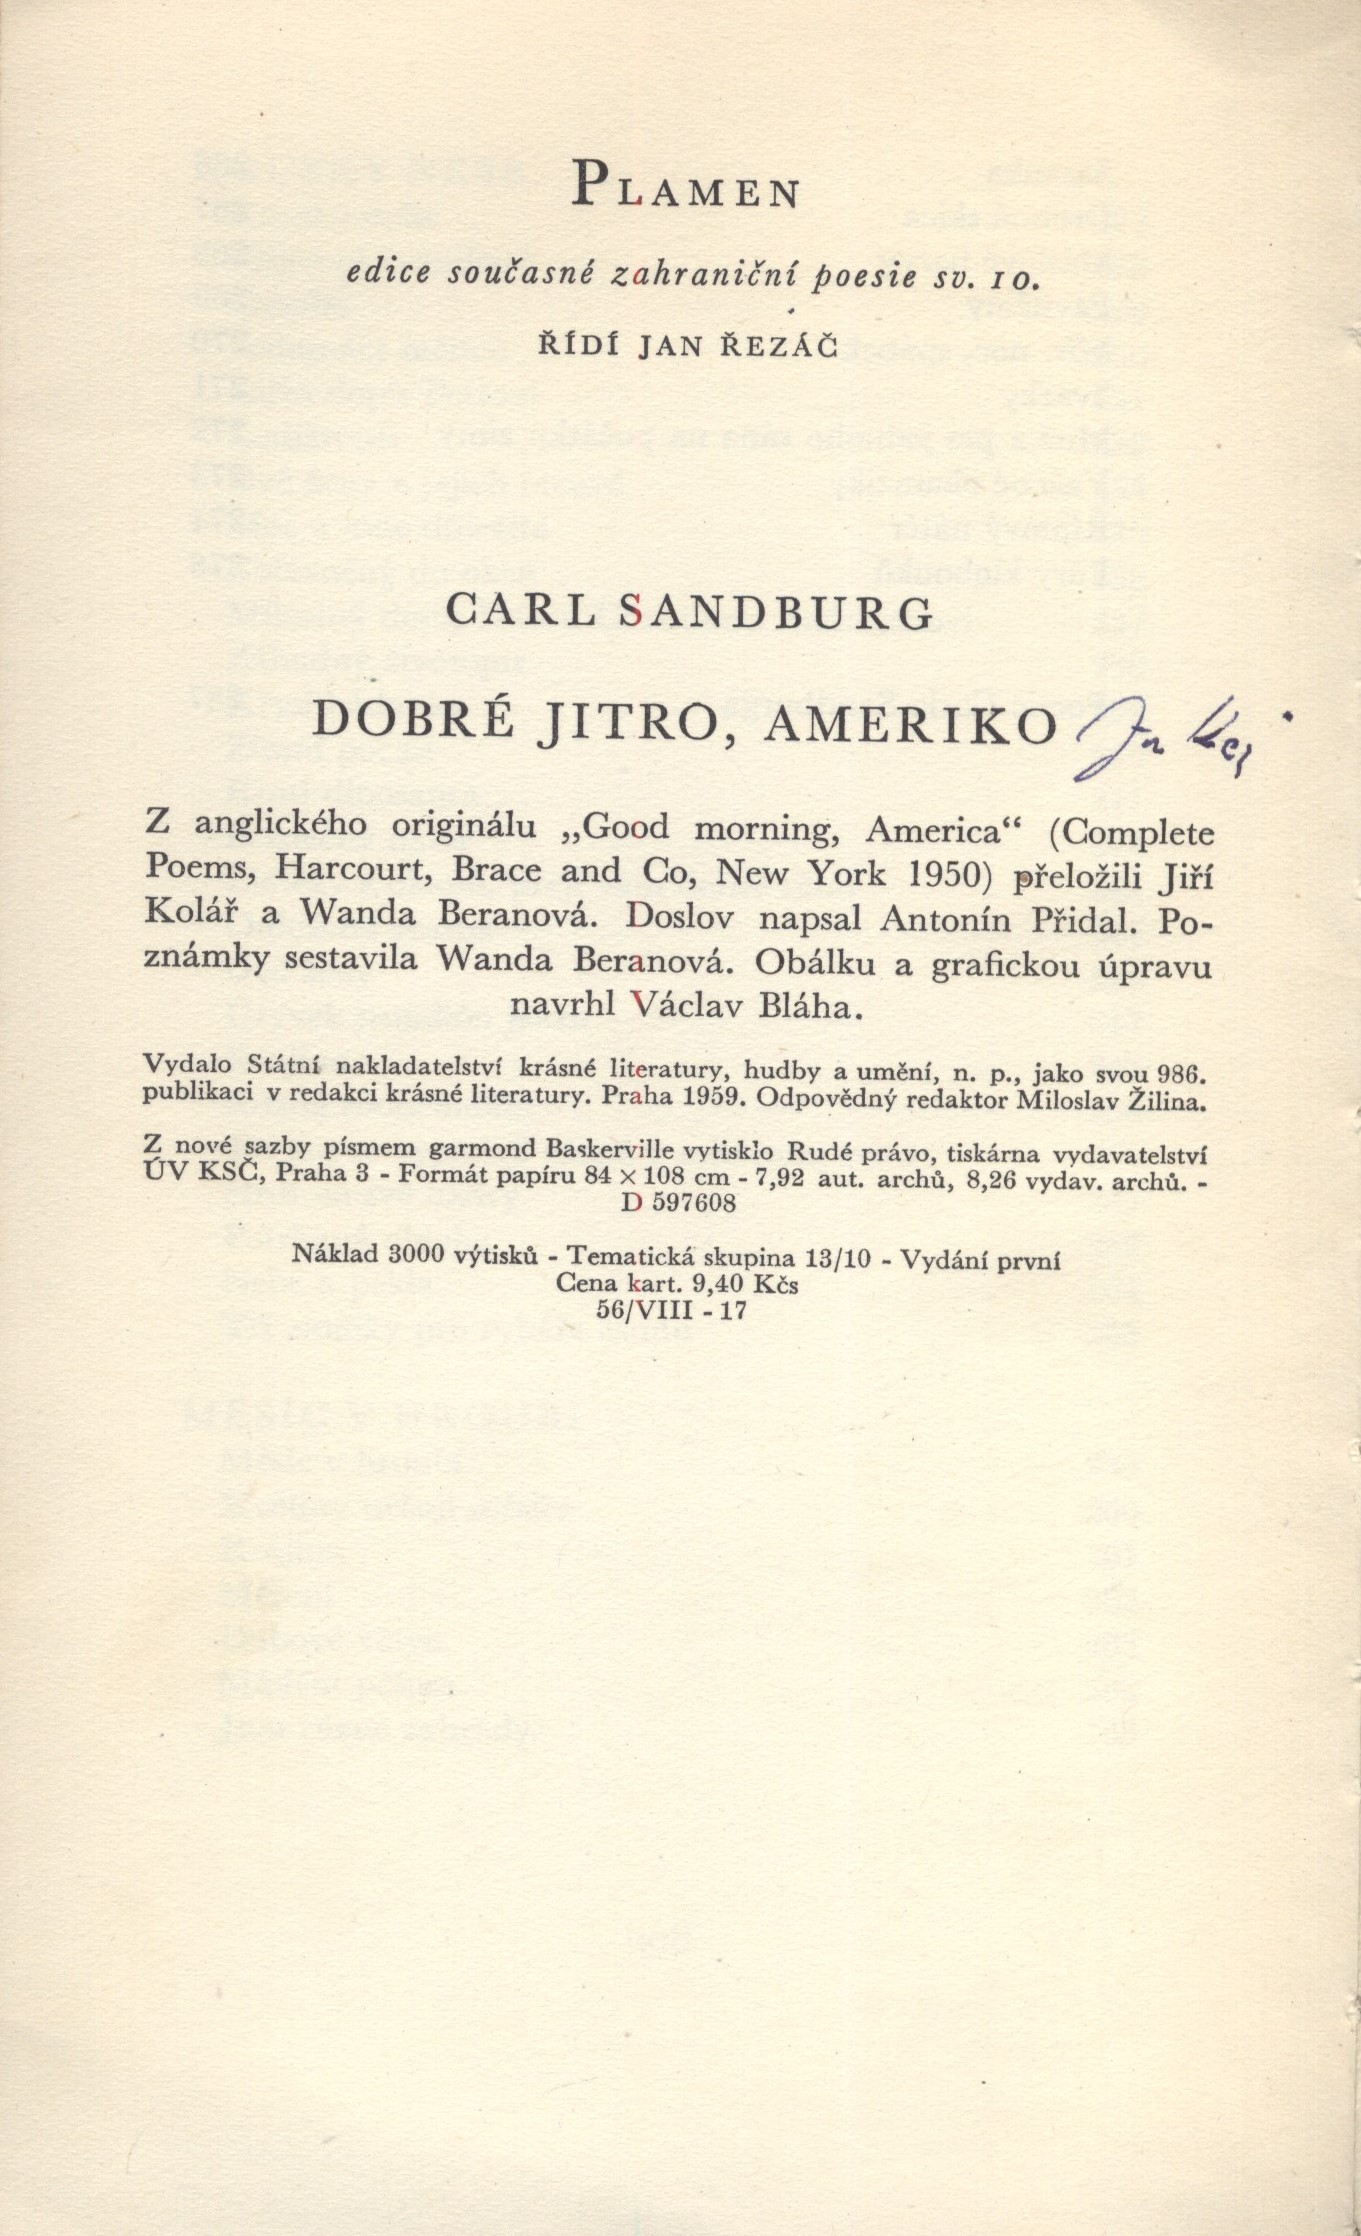 PLAMEN
edice současné zahraniční poesie sv. 10.
ŘÍDÍ JAN ŘEZÁČ
CARL SANDBURG
DOBRÉ JITRO, AMERIKO
Z anglického originálu „Good morning, America“ (Complete
Poems, Harcourt, Brace and Co, New York 1950) přeložili Jiří
Kolář a Wanda Beranová. Doslov napsal Antonín Přidal. Po-
známky sestavila Wanda Beranová. Obálku a grafickou úpravu
navrhl Václav Bláha.
Vydalo Státní nakladatelství krásné literatury, hudby a umění, n. p., jako svou 986.
publikaci v redakci krásné literatury. Praha 1959. Odpovědný redaktor Miloslav Žilina.
Z nové sazby písmem garmond Baskerville vytisklo Rudé právo, tiskárna vydavatelství
ÚV KSČ, Praha 3 - Formát papíru 84 × 108 cm - 7,92 aut. archů, 8,26 vydav. archů. -
D 597608
Náklad 3000 výtisků - Tematická skupina 13/10 - Vydání první
Cena kart. 9,40 Kčs
56/VIII - 17